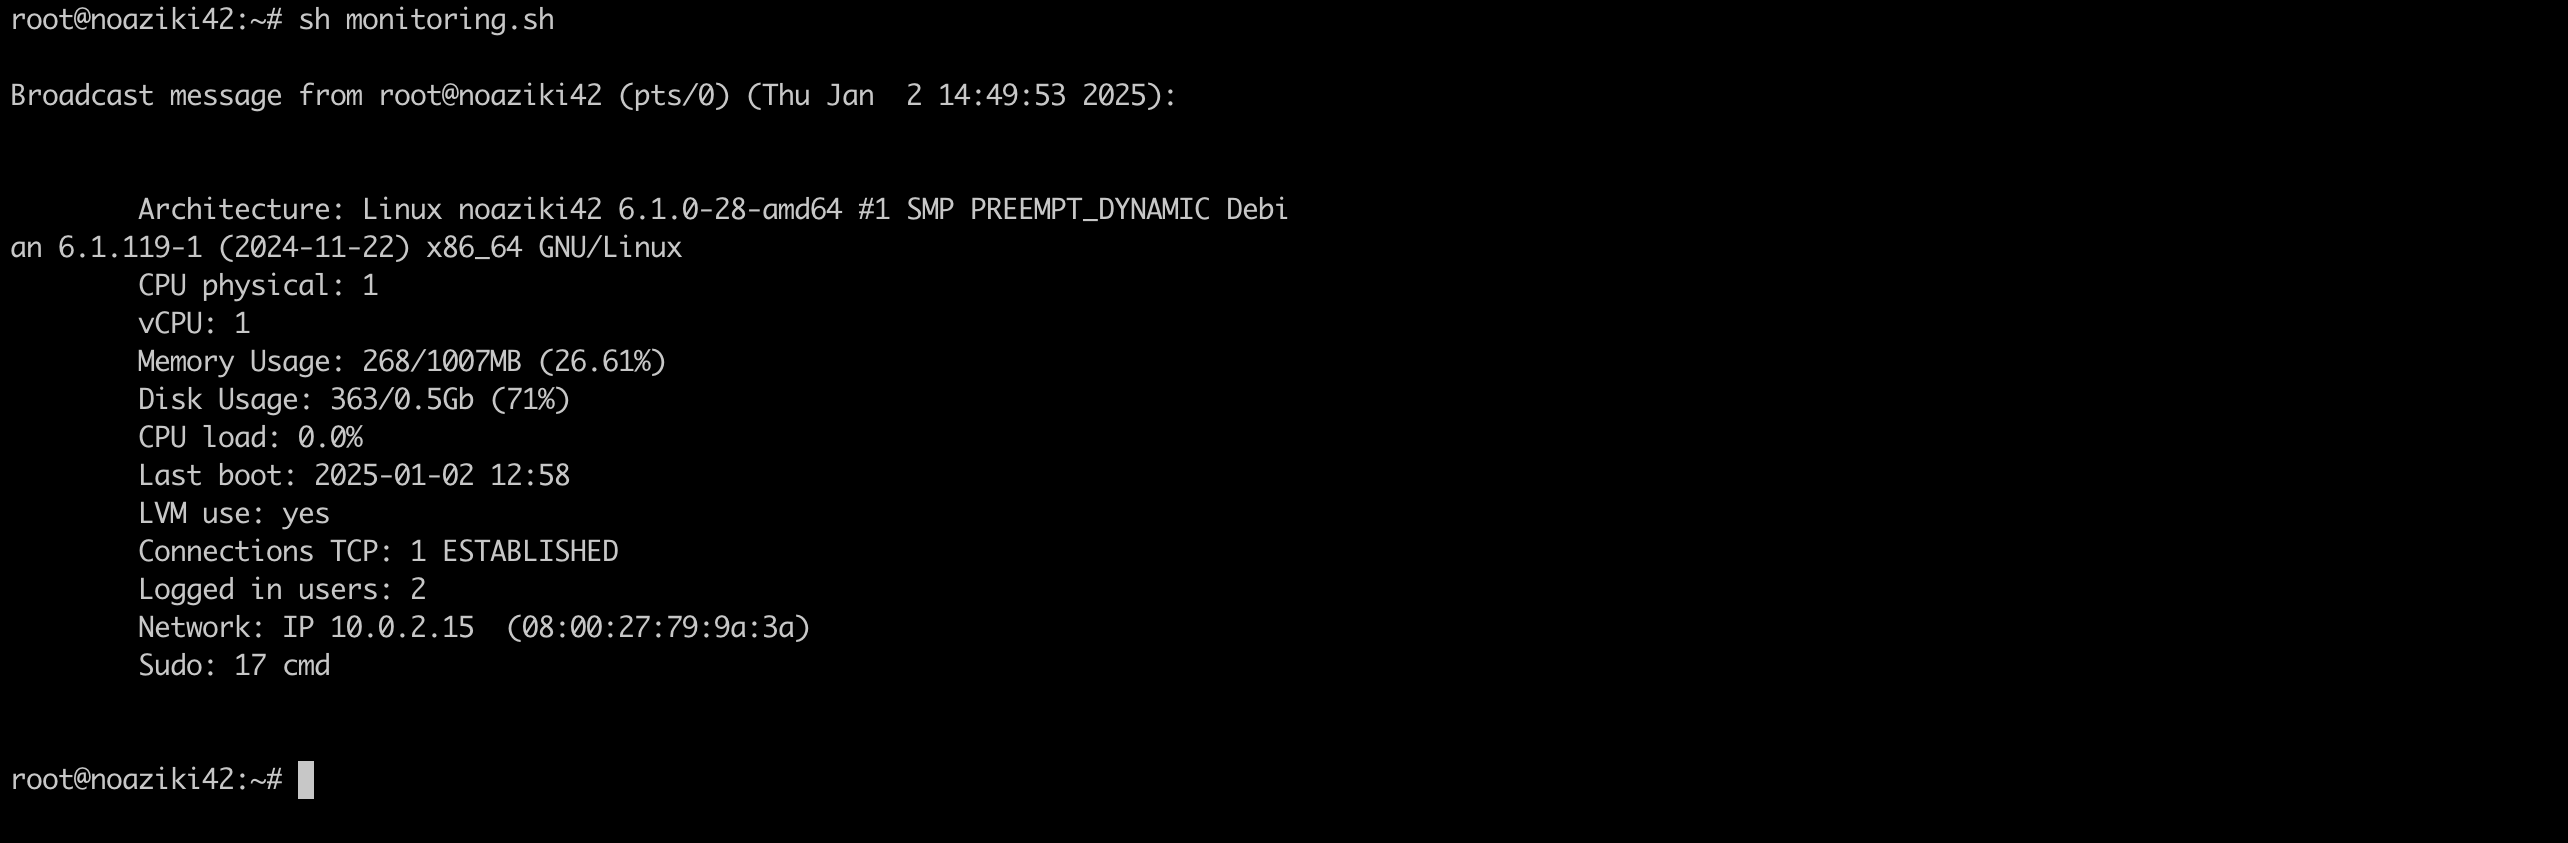 root@noaziki42:~# sh monitoring.sh
Broadcast message from root@noaziki42 (pts/0) (Thu Jan  2 14:49:53 2025):
Architecture: Linux noaziki42 6.1.0-28-amd64 #1 SMP PREEMPT_DYNAMIC Debi
an 6.1.119-1 (2024-11-22) x86_64 GNU/Linux
CPU physical: 1
vCPU: 1
Memory Usage: 268/1007MB (26.61%)
Disk Usage: 363/0.5Gb (71%)
CPU load: 0.0%
Last boot: 2025-01-02 12:58
LVM use: yes
Connections TCP: 1 ESTABLISHED
Logged in users: 2
Network: IP 10.0.2.15  (08:00:27:79:9a:3a)
Sudo: 17 cmd
root@noaziki42:~#